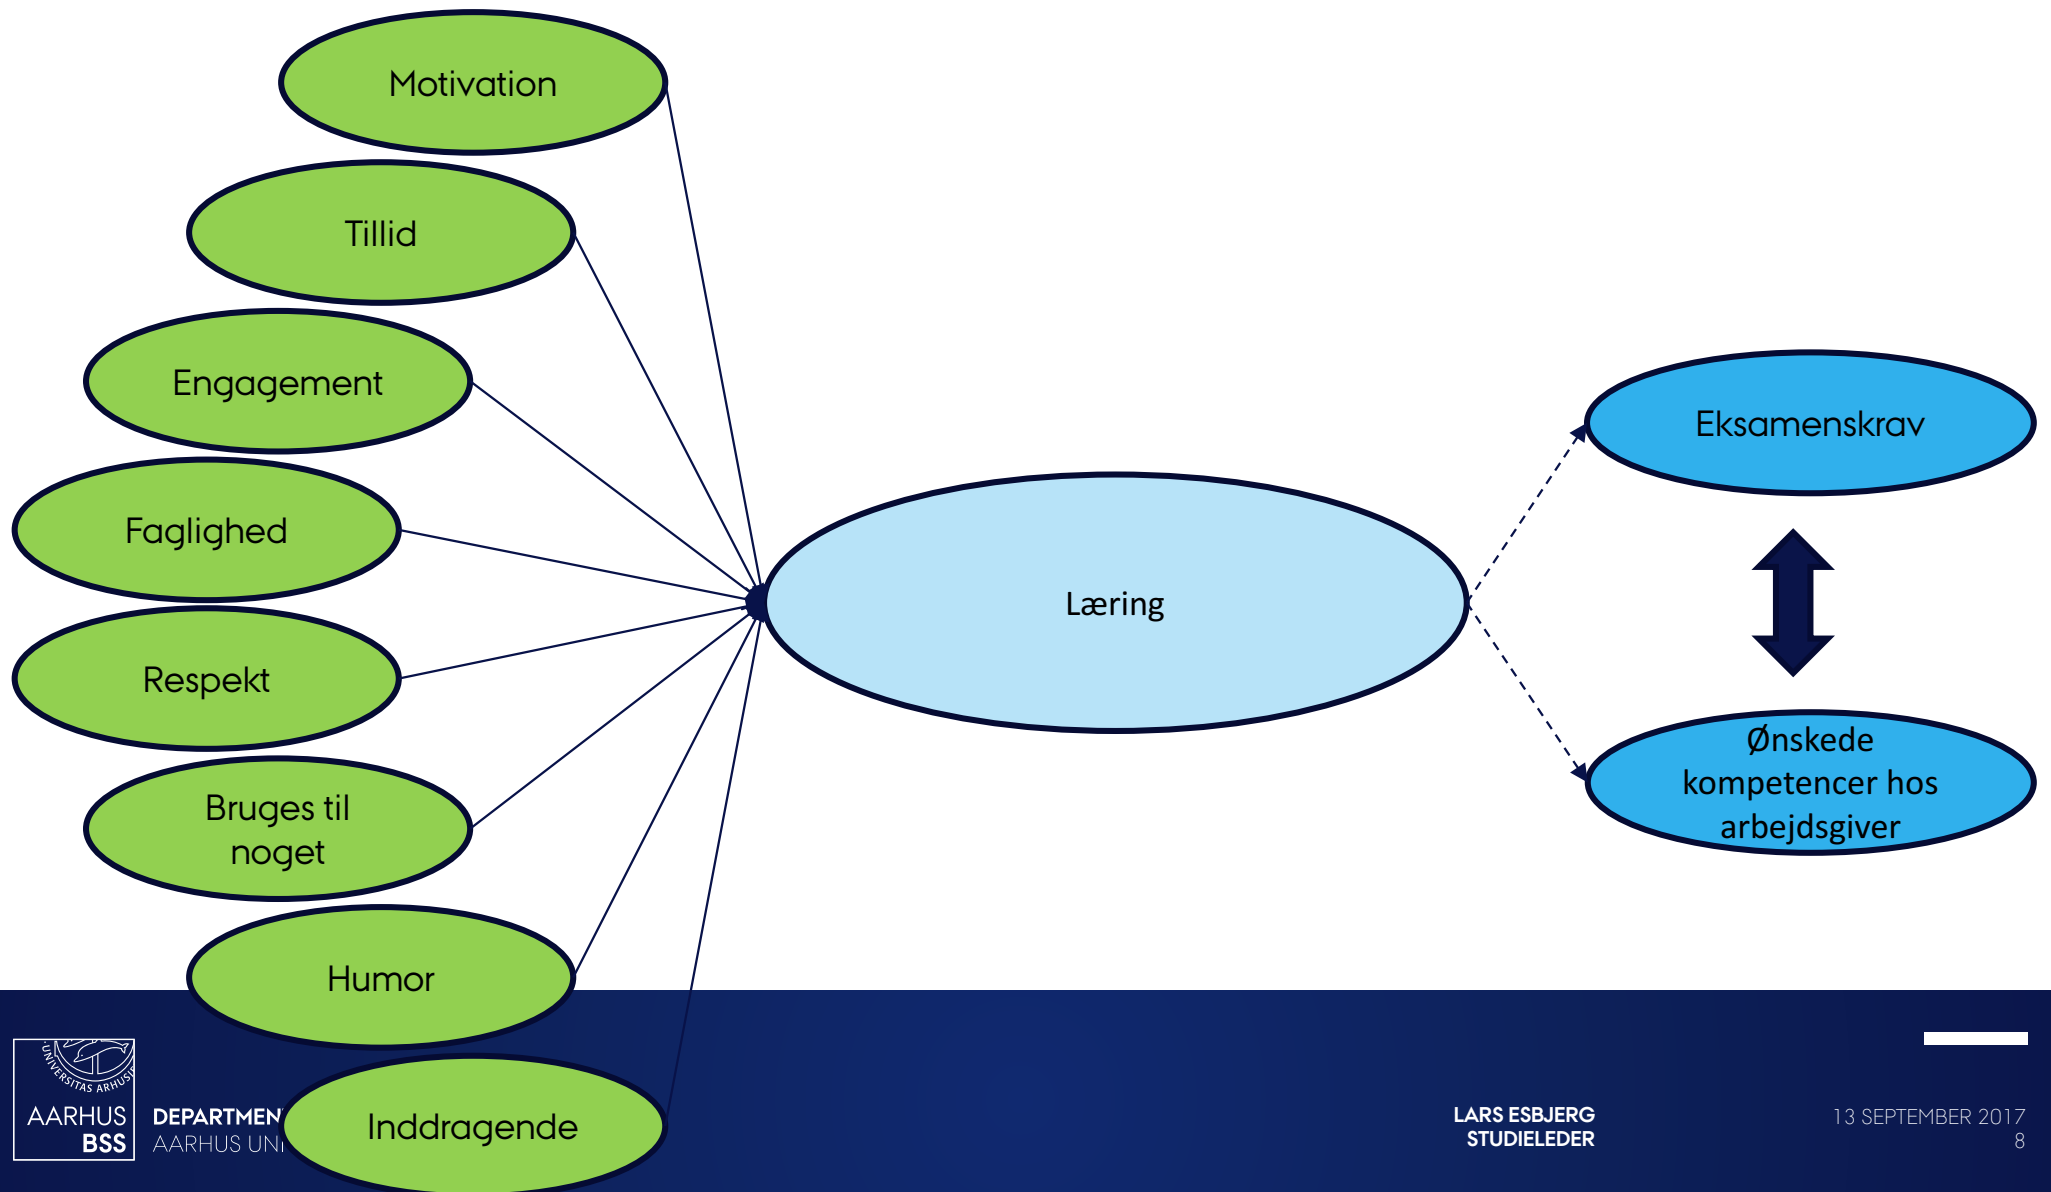 Motivation
Tillid
Engagement
Faglighed
Respekt
Bruges til
noget
Humor
Inddragende
Læring
Eksamenskrav
Ønskede
kompetencer hos
arbejdsgiver
UNIVERSITAS ARHUSIE
AARHUS
BSS
DEPARTMEN
AARHUS UNI
LARS ESBJERG
STUDIELEDER
13 SEPTEMBER 2017
8